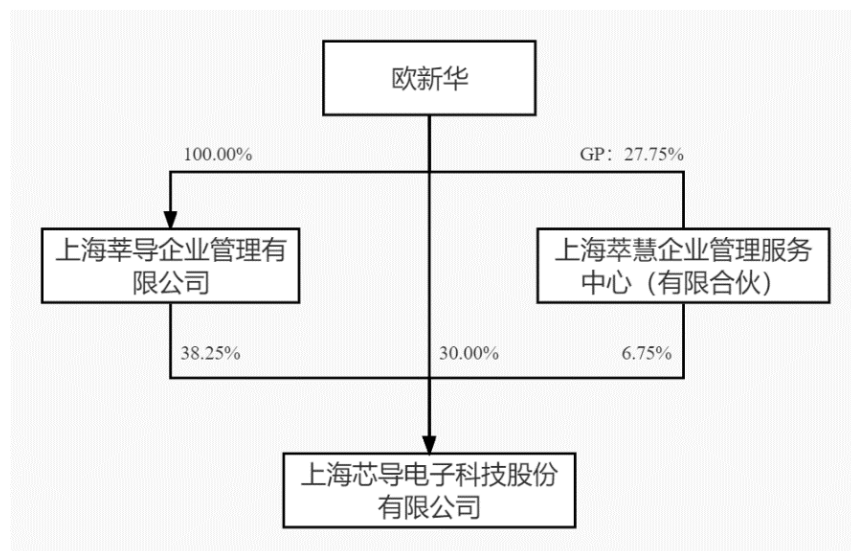 欧新华
100.00%
GP：27.75%
上海莘导企业管理有
限公司
上海萃慧企业管理服务
中心（有限合伙）
38.25%
30.00%
6.75%
上海芯导电子科技股份
有限公司